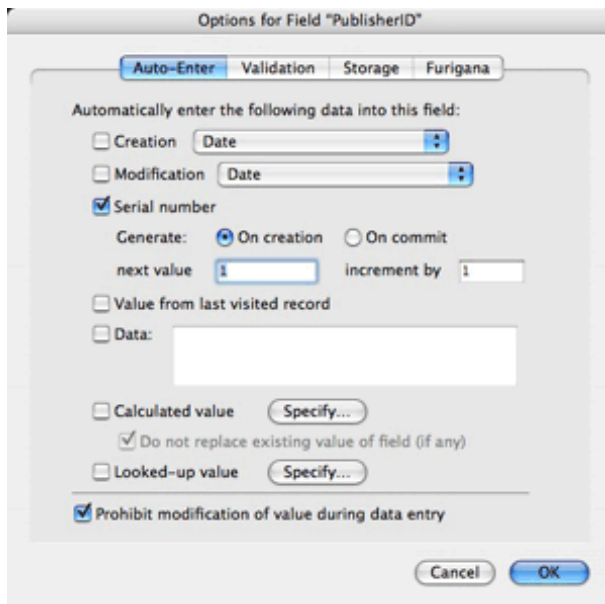 Options for Field "PublisherID"
Auto-Enter Validation Storage Furigana
Automatically enter the following data into this field:
Creation Date
Modification Date
Serial number
Generate: On creation On commit
next value 1 increment by 1
Value from last visited record
Data:
Calculated value Specify...
Do not replace existing value of field (if any)
Looked-up value Specify...
Prohibit modification of value during data entry
Cancel OK